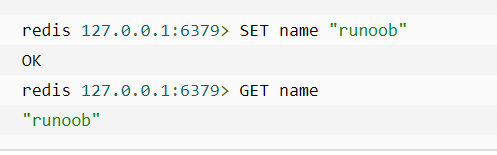 redis 127.0.0.1:6379> SET name "runoob"
OK
redis 127.0.0.1:6379> GET name
"runoob"